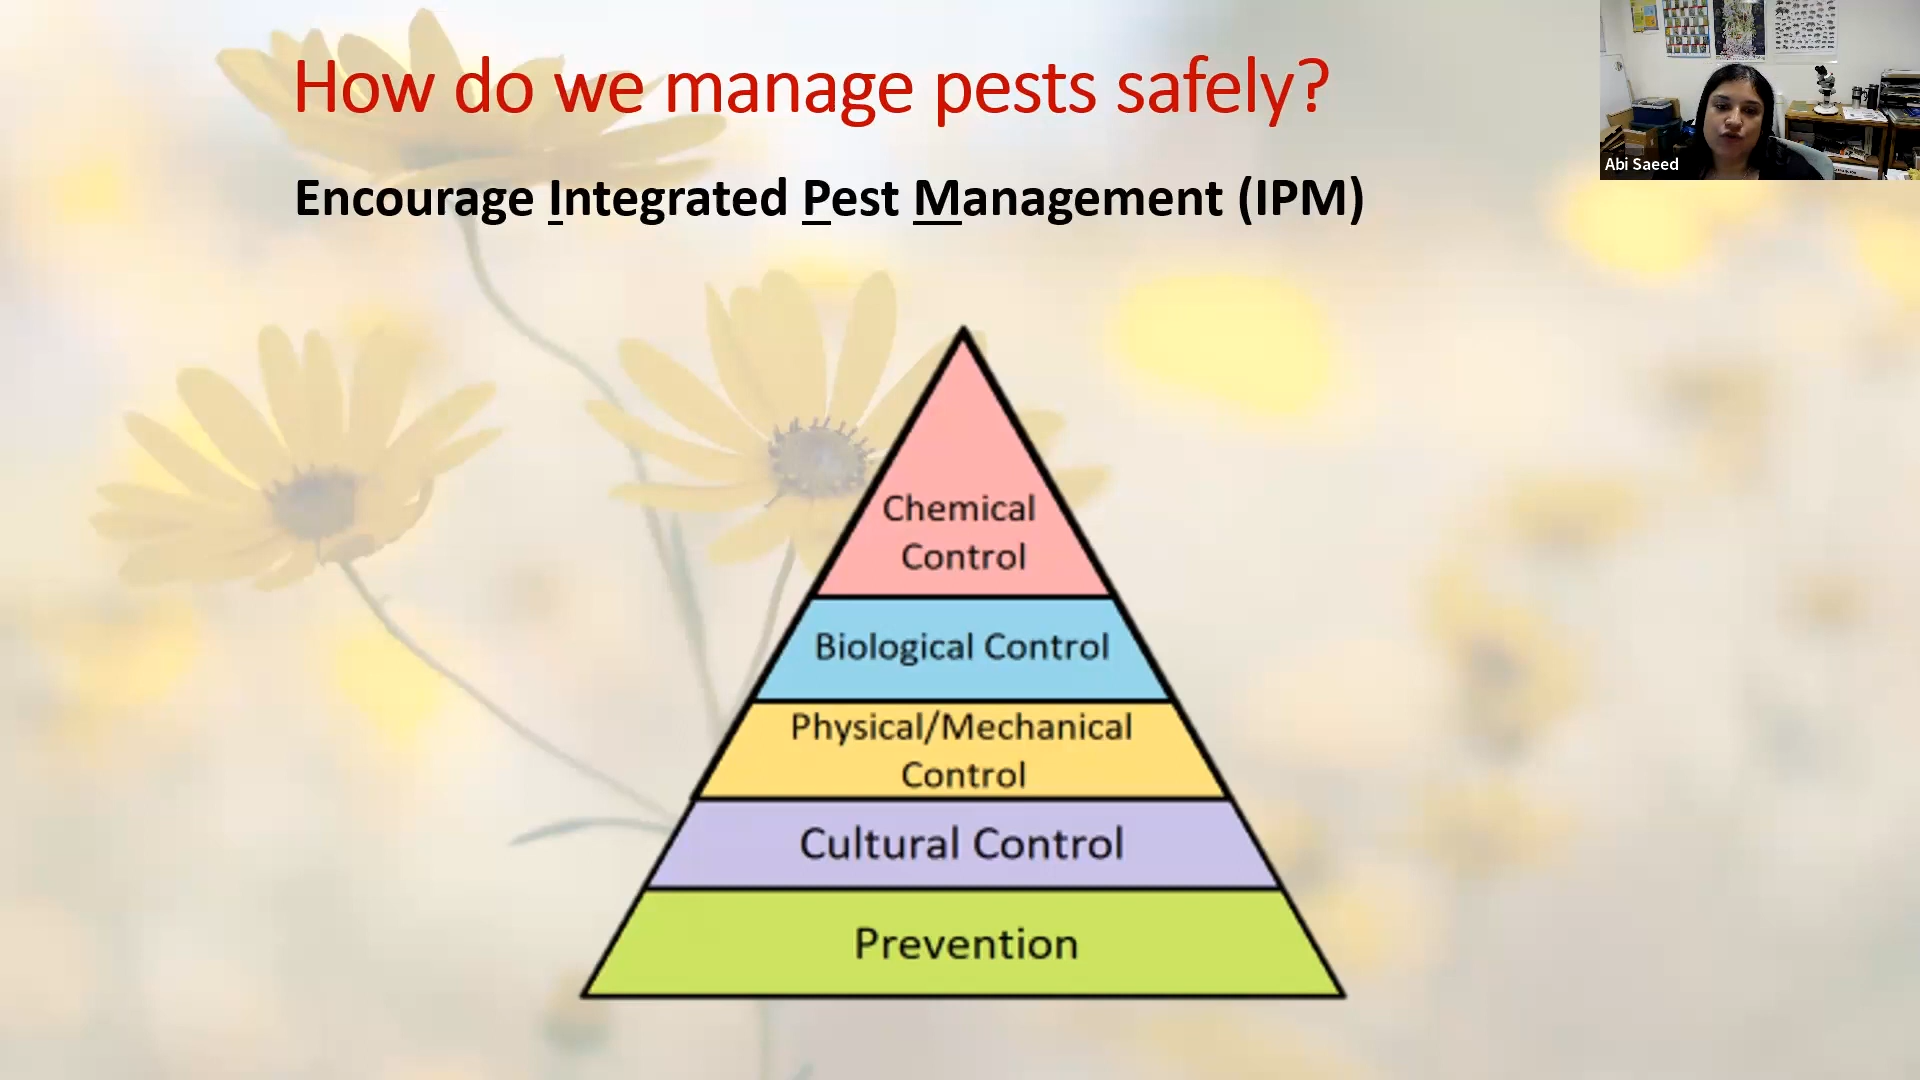 How do we manage pests safely?
Encourage Integrated Pest Management (IPM)
Abi Saeed
Chemical
Control
Biological Control
Physical/Mechanical
Control
Cultural Control
Prevention